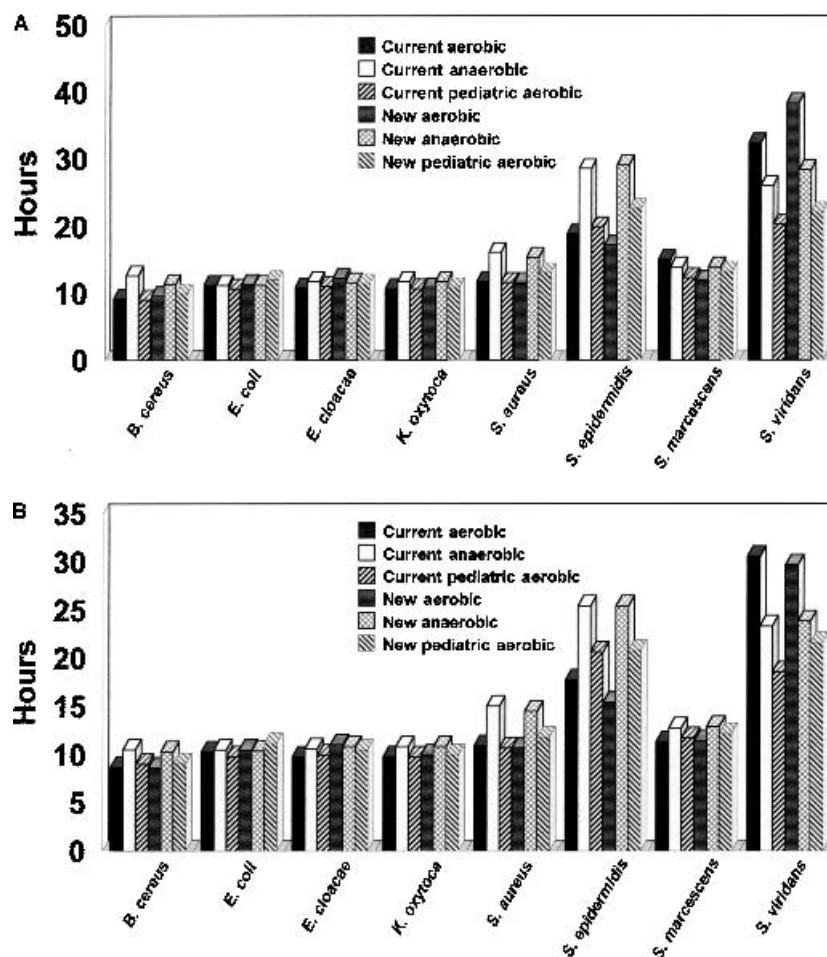 A
50
40
30
20
10
0
Hours
Current aerobic
Current anaerobic
Current pediatric aerobic
New aerobic
New anaerobic
New pediatric aerobic
B. cereus
E. coli
E. cloacae
K. oxytoca
S. aureus
S. epidermidis
S. marcescens
S. viridans
B
35
30
25
20
15
10
5
0
Hours
Current aerobic
Current anaerobic
Current pediatric aerobic
New aerobic
New anaerobic
New pediatric aerobic
B. cereus
E. coli
E. cloacae
K. oxytoca
S. aureus
S. epidermidis
S. marcescens
S. viridans